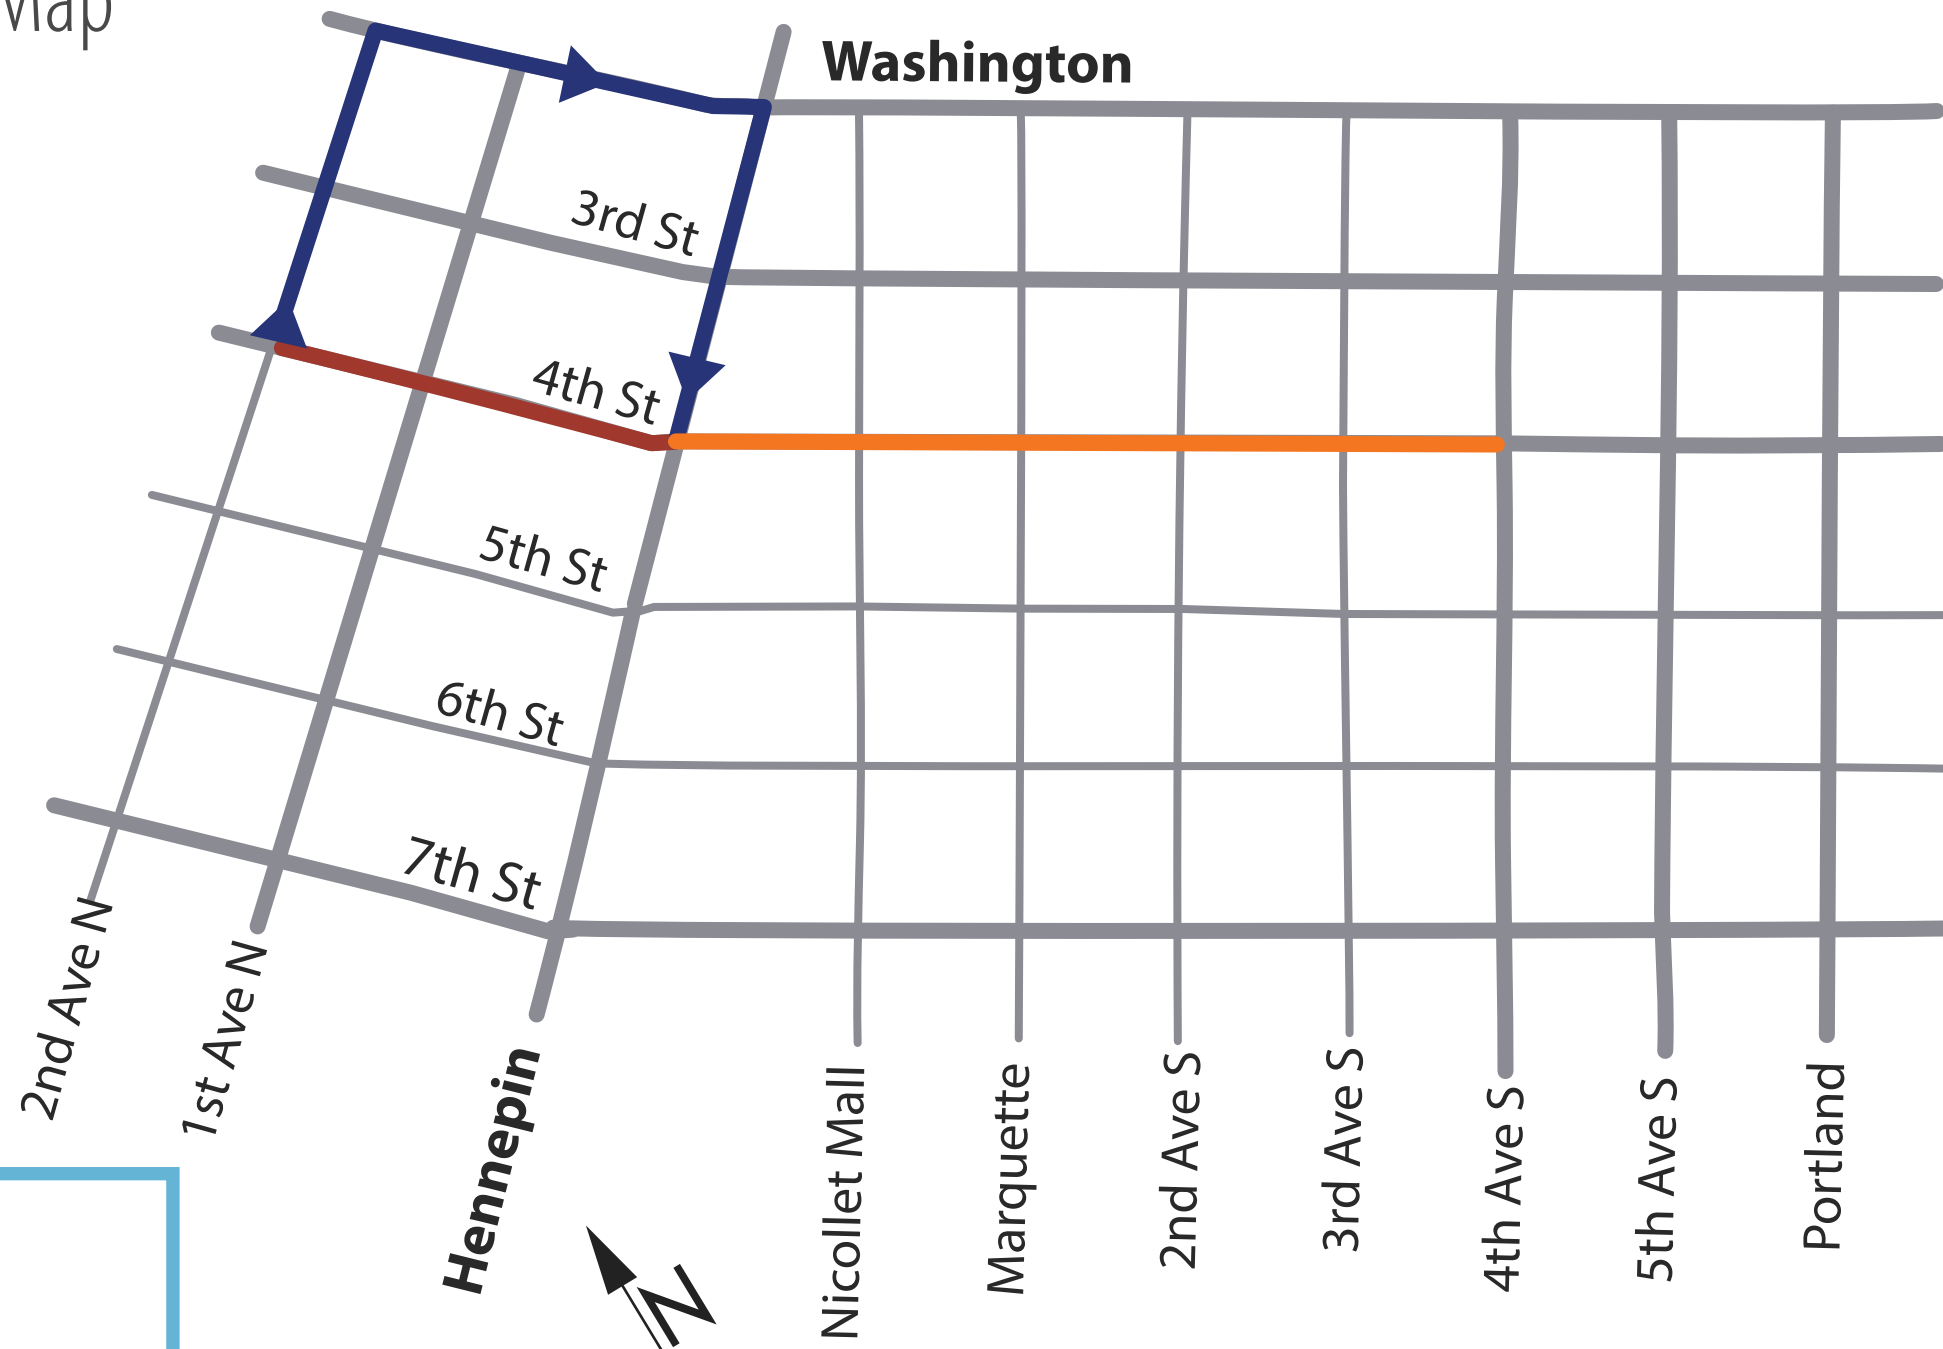 Map
Washington
3rd St
4th St
5th St
6th St
7th St
2nd Ave N
1st Ave N
Hennepin
Nicollet Mall
Marquette
2nd Ave S
3rd Ave S
4th Ave S
5th Ave S
Portland
N